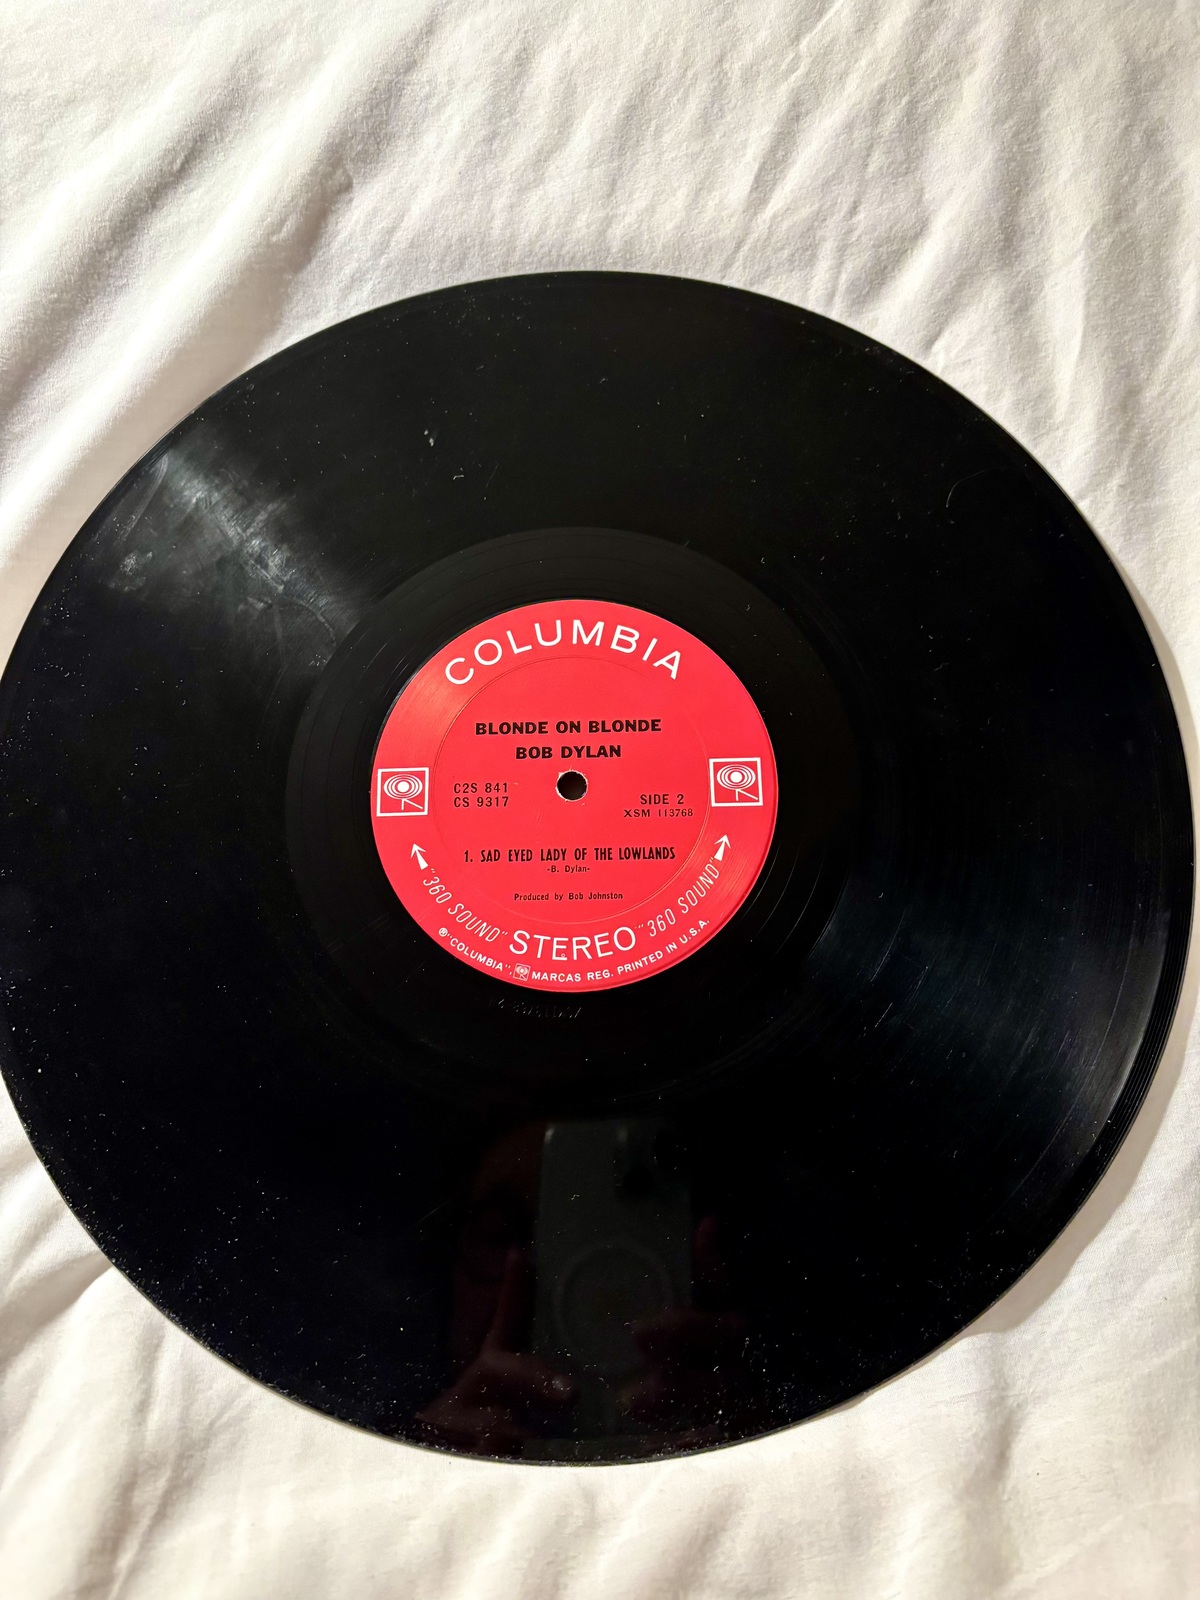 COLUMBIA
BLONDE ON BLONDE
BOB DYLAN
C2S 841
CS 9317
SIDE 2
XSM 113768
1. SAD EYED LADY OF THE LOWLANDS
-B. Dylan-
Produced by Bob Johnston
"360 SOUND" STEREO "360 SOUND"
® "COLUMBIA", MARCAS REG. PRINTED IN U.S.A.